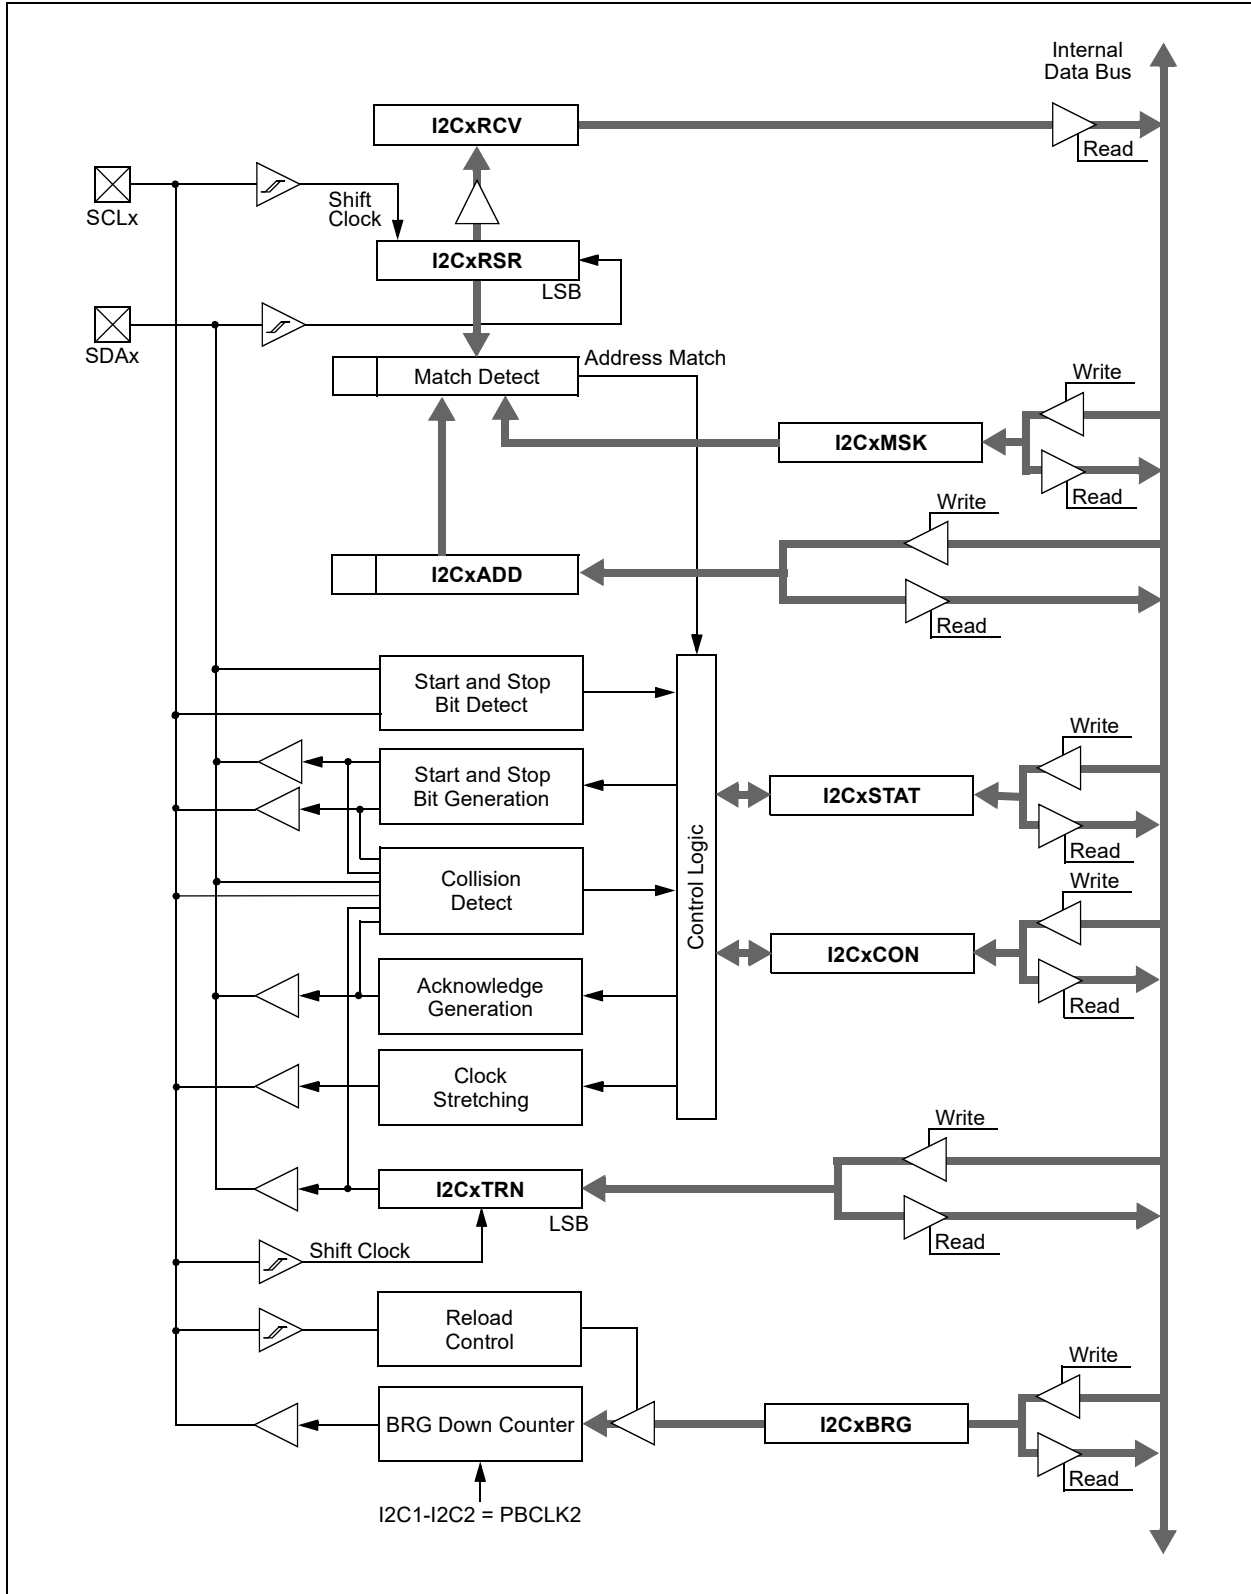 Internal
Data Bus
I2CxRCV
Read
SCLx
Shift
Clock
I2CxRSR
LSB
SDAx
Address Match
Match Detect
Write
I2CxMSK
Read
Write
I2CxADD
Read
Start and Stop
Bit Detect
Write
Start and Stop
Bit Generation
I2CxSTAT
Control Logic
Read
Collision
Detect
Write
I2CxCON
Acknowledge
Generation
Read
Clock
Stretching
Write
I2CxTRN
LSB
Read
Shift Clock
Reload
Control
Write
BRG Down Counter
I2CxBRG
Read
I2C1-I2C2 = PBCLK2